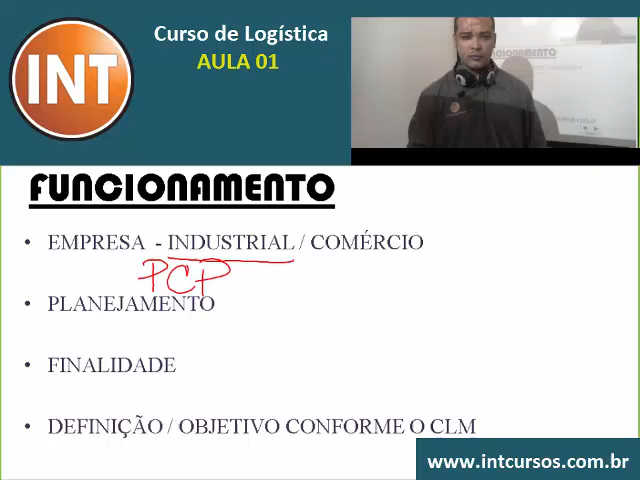 INT
Curso de Logística
AULA 01
FUNCIONAMENTO
FUNCIONAMENTO
• EMPRESA - INDUSTRIAL / COMÉRCIO
PCP
• PLANEJAMENTO
• FINALIDADE
• DEFINIÇÃO / OBJETIVO CONFORME O CLM
www.intcursos.com.br